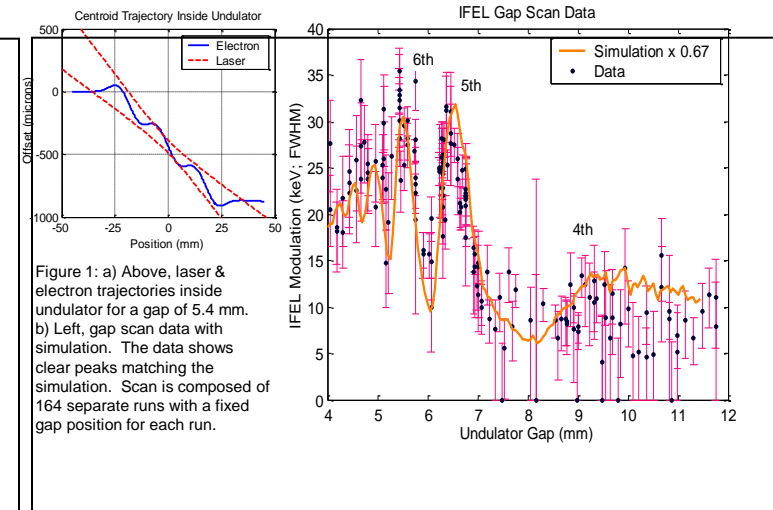 Centroid Trajectory Inside Undulator
500
0
-500
-1000
-50
-25
0
25
50
Offset (microns)
Position (mm)
Electron
Laser
Figure 1: a) Above, laser &
electron trajectories inside
undulator for a gap of 5.4 mm.
b) Left, gap scan data with
simulation. The data shows
clear peaks matching the
simulation. Scan is composed of
164 separate runs with a fixed
gap position for each run.
IFEL Gap Scan Data
40
35
30
25
20
15
10
5
0
4
5
6
7
8
9
10
11
12
IFEL Modulation (keV : FWHM)
Undulator Gap (mm)
Simulation x 0.67
Data
6th
5th
4th